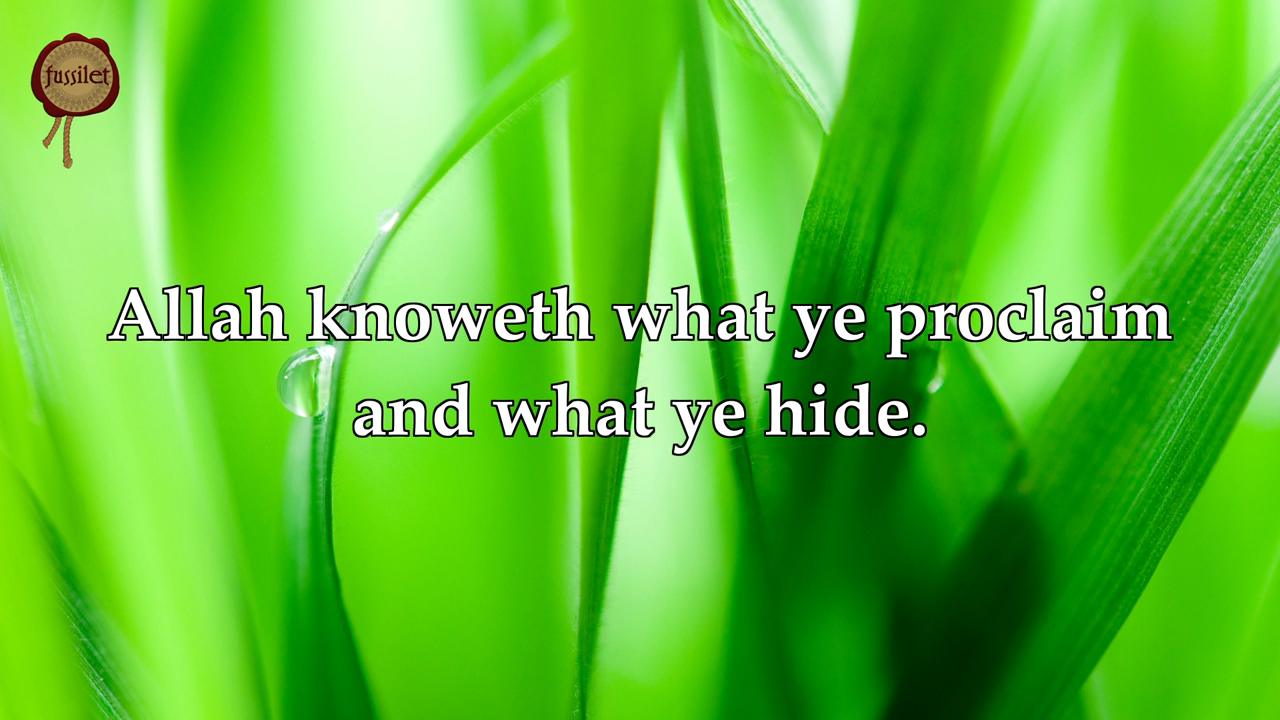 fussilet
Allah knoweth what ye proclaim
and what ye hide.